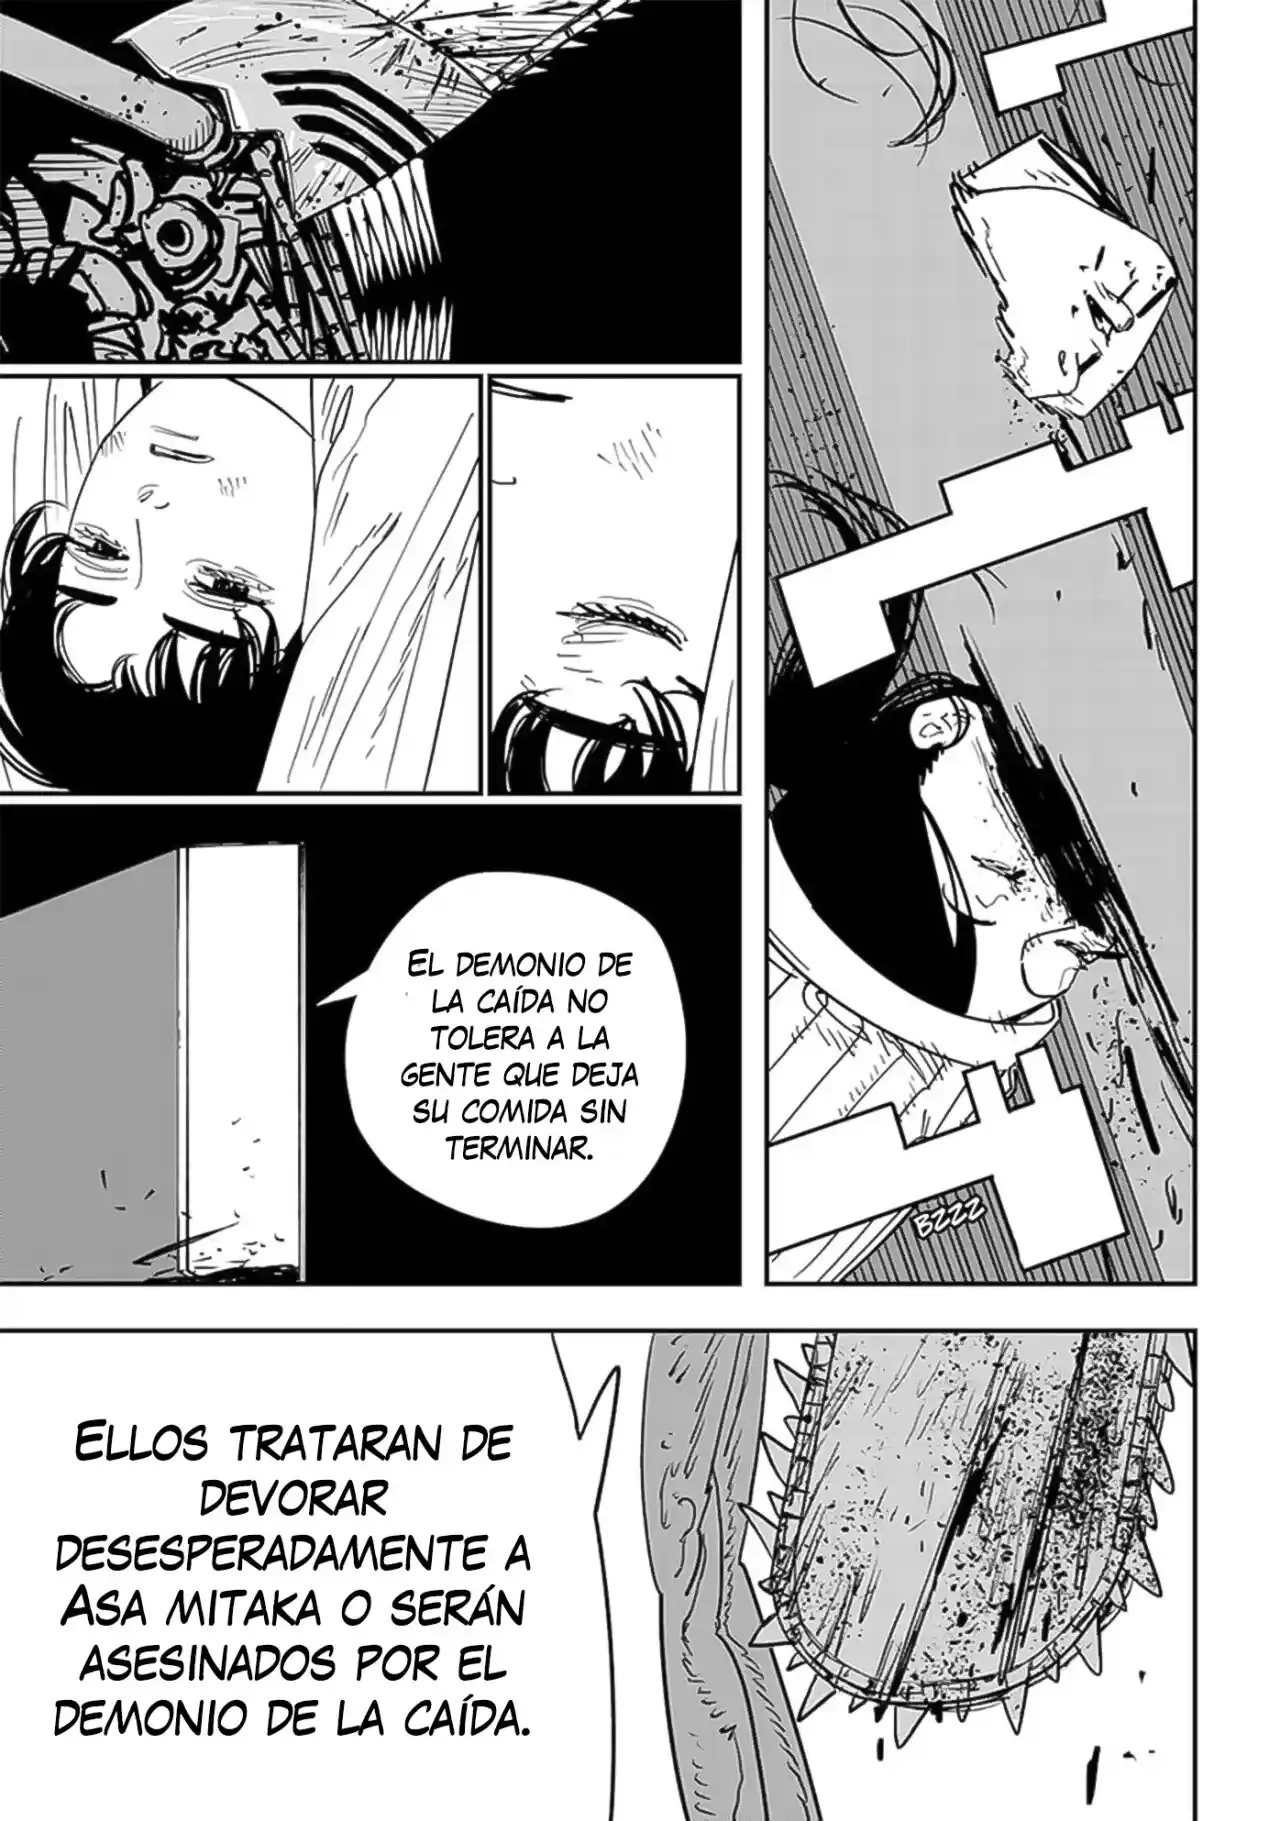 BZZZ
EL DEMONIO DE
LA CAÍDA NO
TOLERA A LA
GENTE QUE DEJA
SU COMIDA SIN
TERMINAR.
ELLOS TRATARAN DE
DEVORAR
DESESPERADAMENTE A
ASA MITAKA O SERÁN
ASESINADOS POR EL
DEMONIO DE LA CAÍDA.